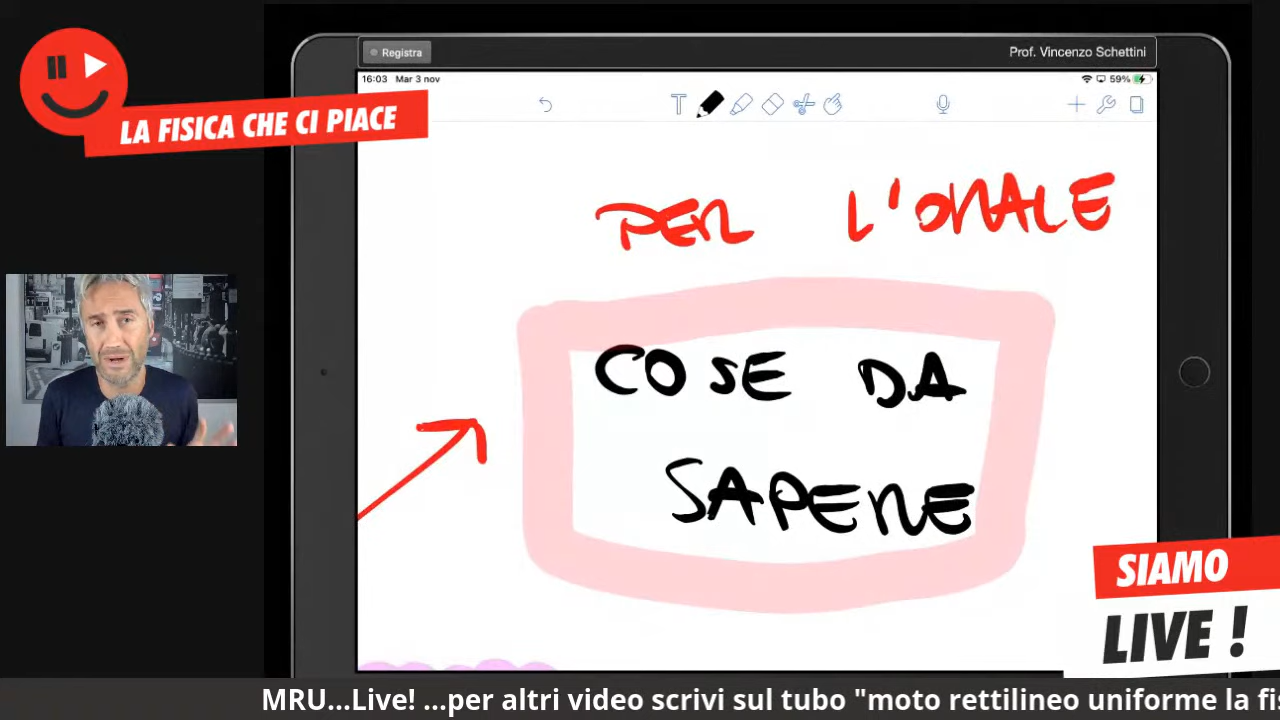 Registra
Prof. Vincenzo Schettini
16:03 Mar 3 nov
59%
LA FISICA CHE CI PIACE
PER L'ORALE
COSE DA
SAPERE
SIAMO
LIVE !
MRU...Live! ...per altri video scrivi sul tubo "moto rettilineo uniforme la fis